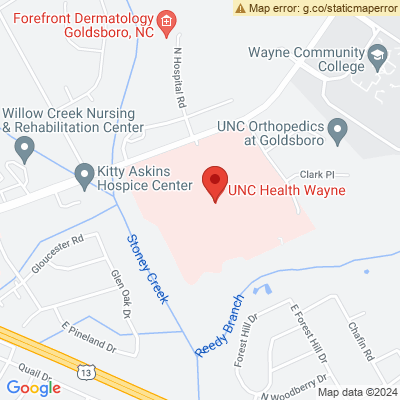 Map error: g.co/staticmaperror
Forefront Dermatology
Goldsboro, NC
N Hospital Rd
Wayne Community
College
Willow Creek Nursing
& Rehabilitation Center
UNC Orthopedics
at Goldsboro
Kitty Askins
Hospice Center
Clark Pl
UNC Health Wayne
Stoney Creek
Gloucester Rd
Glen Oak Dr
E Pineland Dr
Reedy Branch
Forest Hill Dr
E Forest Hill Dr
Chafin Rd
13
Quail Dr
N Woodberry Dr
Google
Map data ©2024